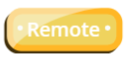 • Remote •